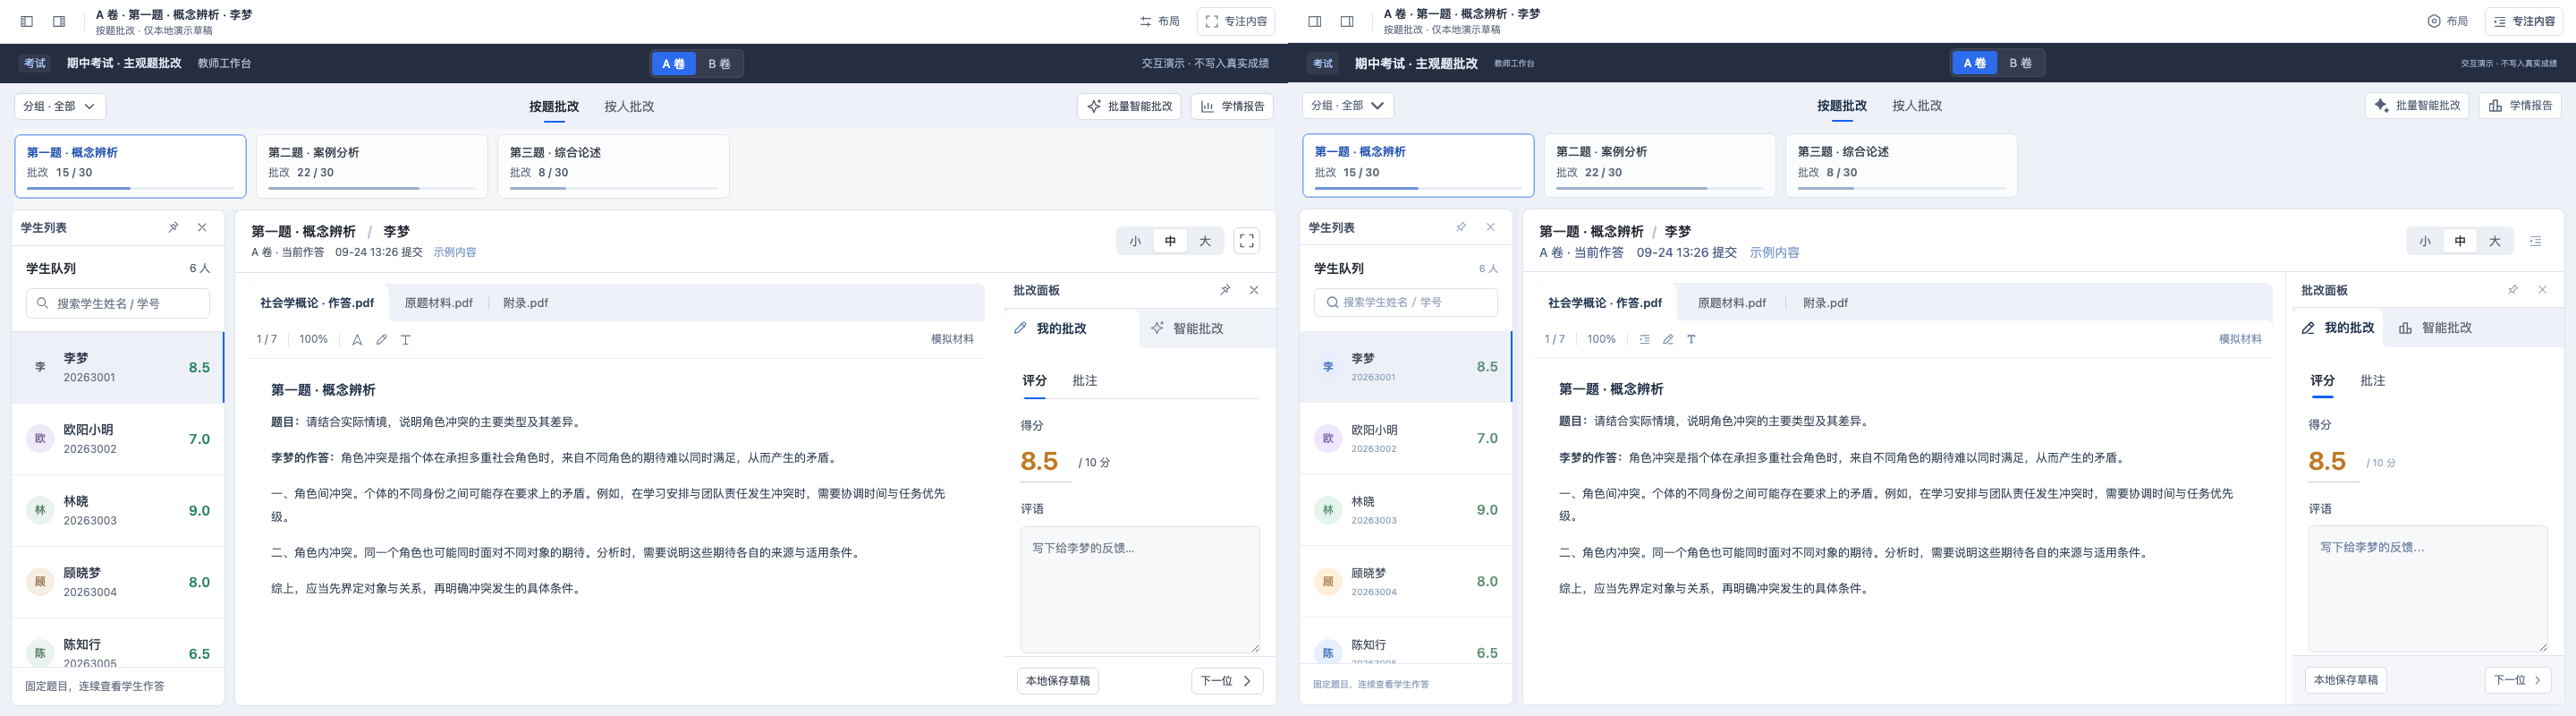 A 卷 · 第一题 · 概念辨析 · 李梦
按题批改 · 仅本地演示草稿
布局
专注内容
考试
期中考试 · 主观题批改
教师工作台
A 卷
B 卷
交互演示 · 不写入真实成绩
分组 · 全部
按题批改
按人批改
批量智能批改
学情报告
第一题 · 概念辨析
批改 15 / 30
第二题 · 案例分析
批改 22 / 30
第三题 · 综合论述
批改 8 / 30
学生列表
学生队列
6 人
搜索学生姓名 / 学号
李
李梦
20263001
8.5
欧
欧阳小明
20263002
7.0
林
林晓
20263003
9.0
顾
顾晓梦
20263004
8.0
陈
陈知行
20263005
6.5
固定题目，连续查看学生作答
第一题 · 概念辨析 / 李梦
A 卷 · 当前作答 09-24 13:26 提交 示例内容
小
中
大
社会学概论 · 作答.pdf
原题材料.pdf
附录.pdf
1 / 7
100%
模拟材料
第一题 · 概念辨析
题目：请结合实际情境，说明角色冲突的主要类型及其差异。
李梦的作答：角色冲突是指个体在承担多重社会角色时，来自不同角色的期待难以同时满足，从而产生的矛盾。
一、角色间冲突。个体的不同身份之间可能存在要求上的矛盾。例如，在学习安排与团队责任发生冲突时，需要协调时间与任务优先
级。
二、角色内冲突。同一个角色也可能同时面对不同对象的期待。分析时，需要说明这些期待各自的来源与适用条件。
综上，应当先界定对象与关系，再明确冲突发生的具体条件。
批改面板
我的批改
智能批改
评分
批注
得分
8.5 / 10 分
评语
写下给李梦的反馈...
本地保存草稿
下一位
A 卷 · 第一题 · 概念辨析 · 李梦
按题批改 · 仅本地演示草稿
布局
专注内容
考试
期中考试 · 主观题批改
教师工作台
A 卷
B 卷
交互演示 · 不写入真实成绩
分组 · 全部
按题批改
按人批改
批量智能批改
学情报告
第一题 · 概念辨析
批改 15 / 30
第二题 · 案例分析
批改 22 / 30
第三题 · 综合论述
批改 8 / 30
学生列表
学生队列
6 人
搜索学生姓名 / 学号
李
李梦
20263001
8.5
欧
欧阳小明
20263002
7.0
林
林晓
20263003
9.0
顾
顾晓梦
20263004
8.0
陈
陈知行
6.5
固定题目，连续查看学生作答
第一题 · 概念辨析 / 李梦
A 卷 · 当前作答 09-24 13:26 提交 示例内容
小
中
大
社会学概论 · 作答.pdf
原题材料.pdf
附录.pdf
1 / 7
100%
T
模拟材料
第一题 · 概念辨析
题目：请结合实际情境，说明角色冲突的主要类型及其差异。
李梦的作答：角色冲突是指个体在承担多重社会角色时，来自不同角色的期待难以同时满足，从而产生的矛盾。
一、角色间冲突。个体的不同身份之间可能存在要求上的矛盾。例如，在学习安排与团队责任发生冲突时，需要协调时间与任务优先
级。
二、角色内冲突。同一个角色也可能同时面对不同对象的期待。分析时，需要说明这些期待各自的来源与适用条件。
综上，应当先界定对象与关系，再明确冲突发生的具体条件。
批改面板
我的批改
智能批改
评分
批注
得分
8.5 / 10 分
评语
写下给李梦的反馈...
本地保存草稿
下一位